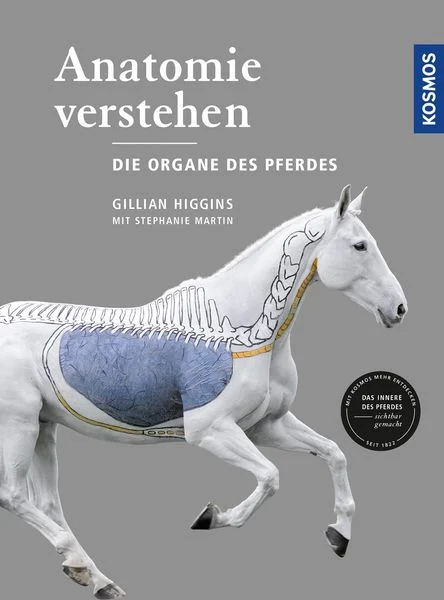 Anatomie
verstehen
KOSMOS
DIE ORGANE DES PFERDES
GILLIAN HIGGINS
MIT STEPHANIE MARTIN
MIT KOSMOS MEHR ENTDECKEN
DAS INNERE
DES PFERDES
sichtbar
gemacht
SEIT 1822